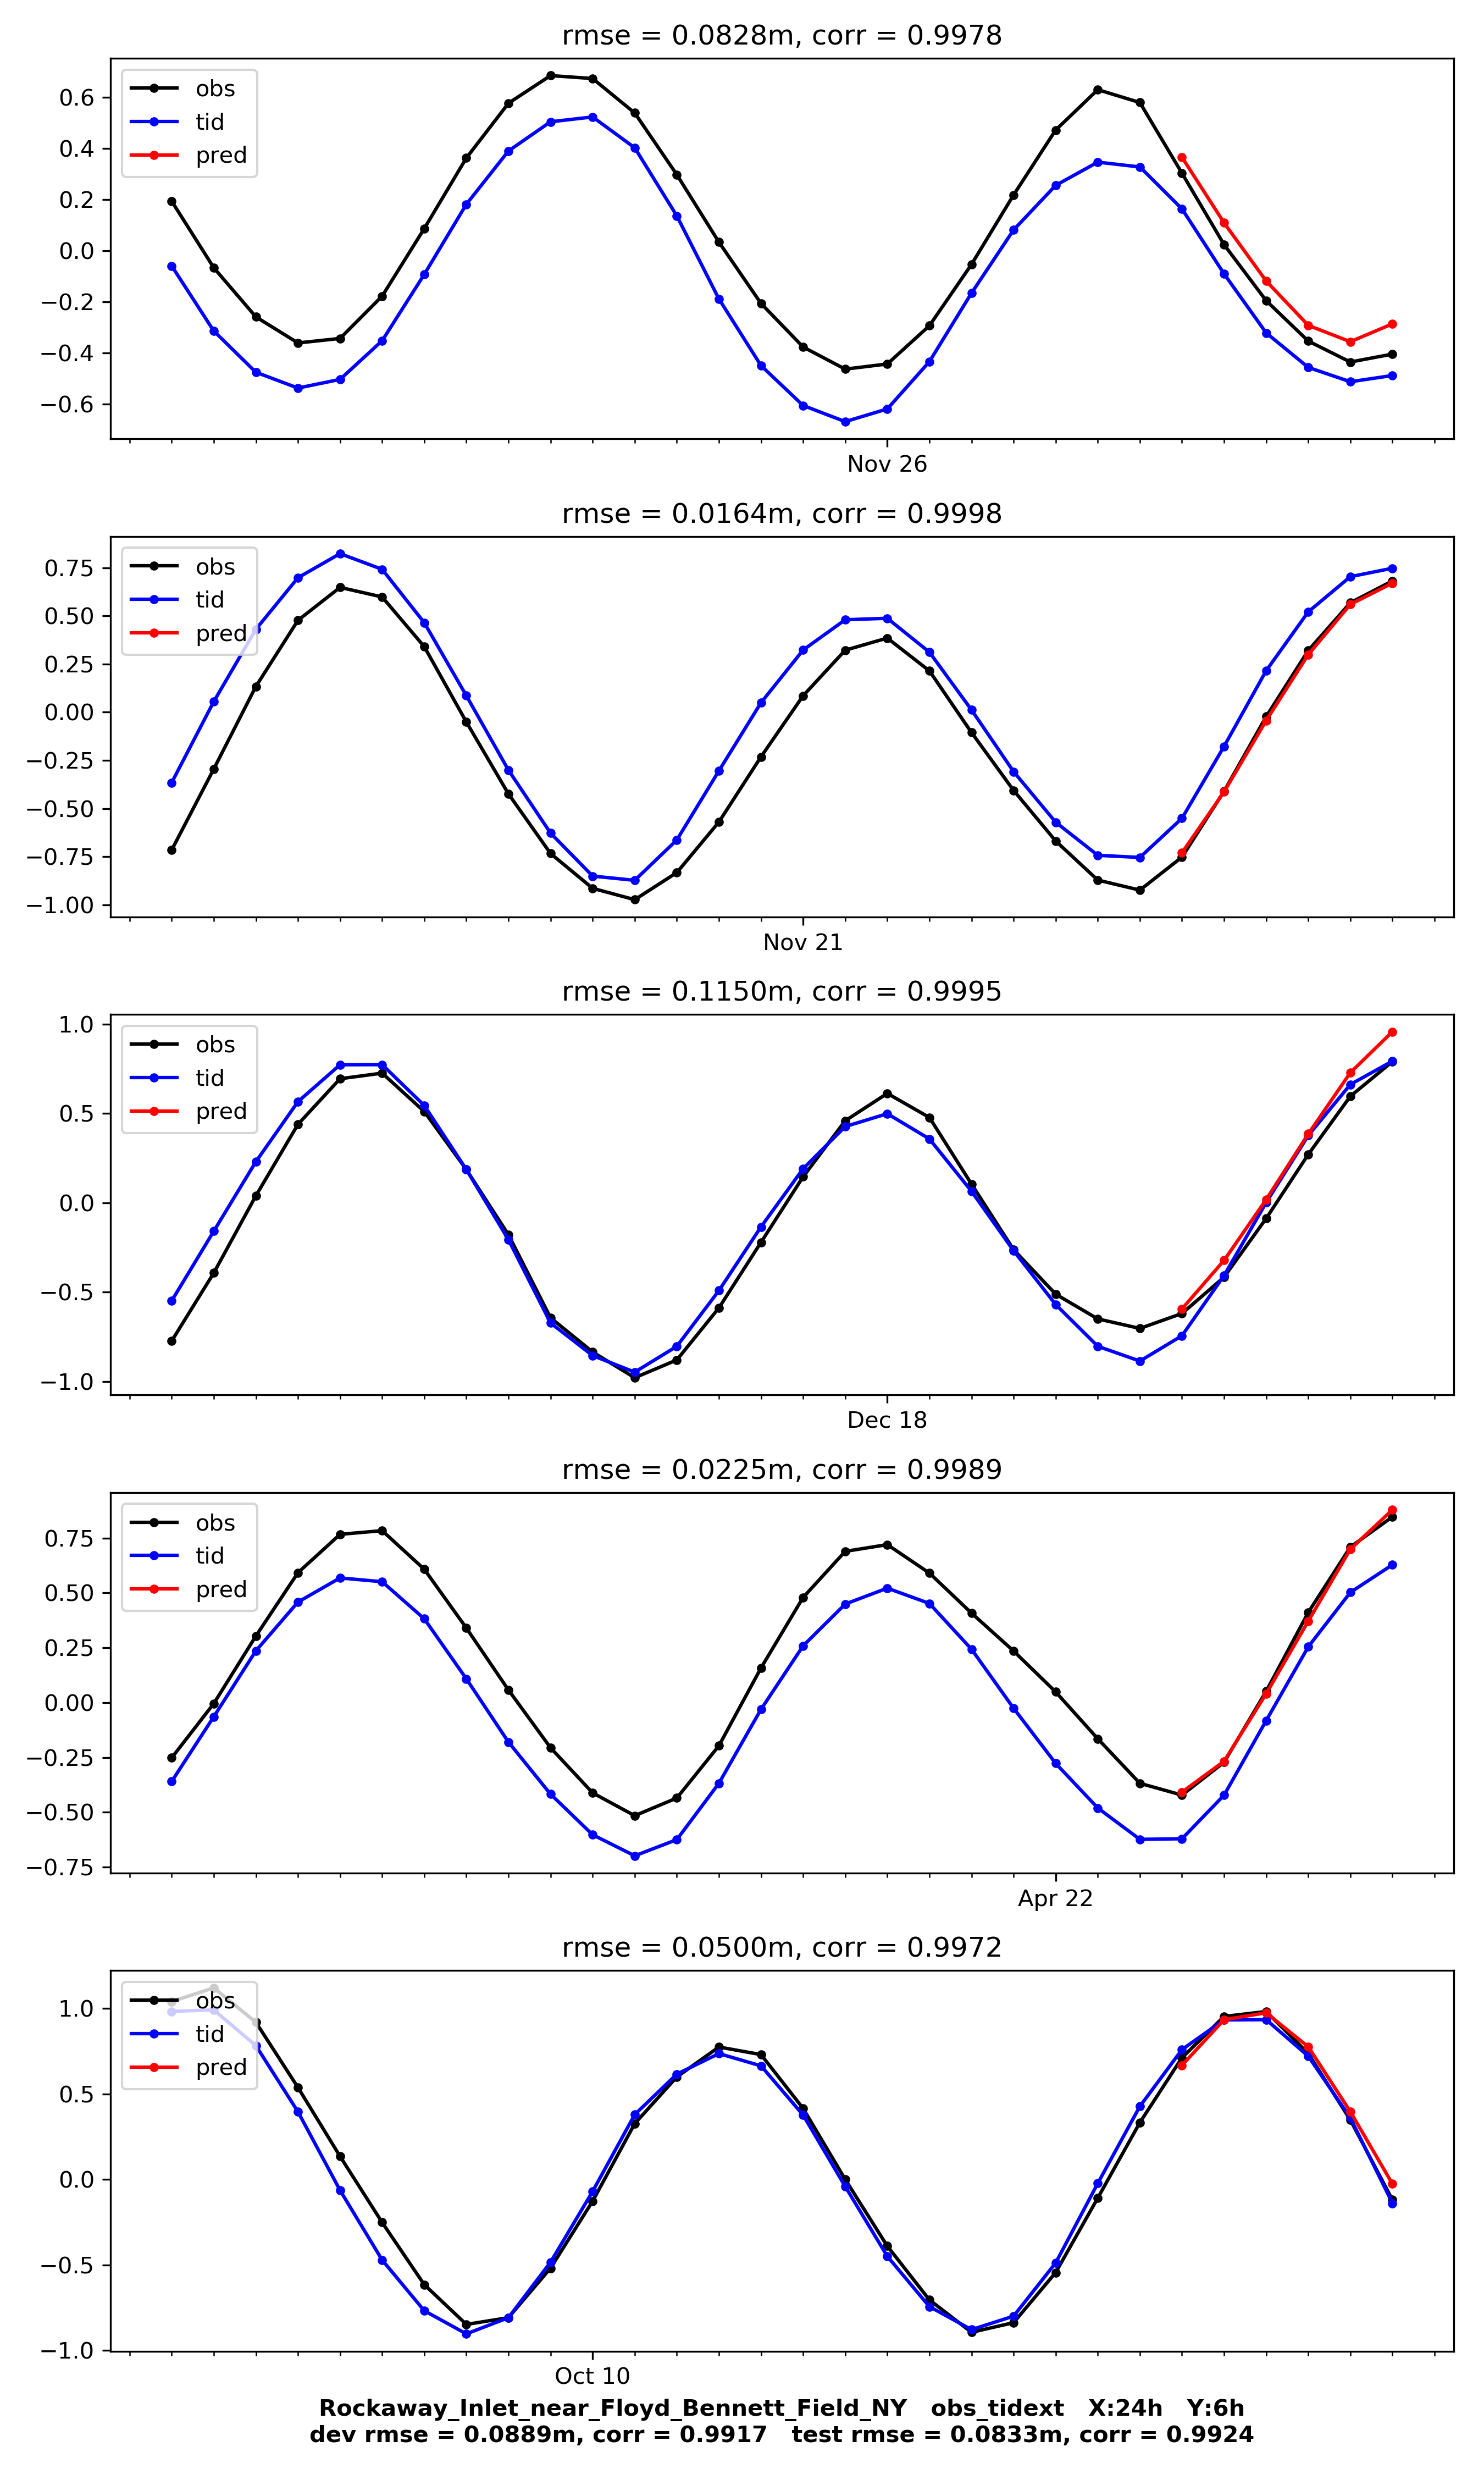 rmse = 0.0828m, corr = 0.9978
obs
tid
pred
0.6
0.4
0.2
0.0
−0.2
−0.4
−0.6
Nov 26
rmse = 0.0164m, corr = 0.9998
obs
tid
pred
0.75
0.50
0.25
0.00
−0.25
−0.50
−0.75
−1.00
Nov 21
rmse = 0.1150m, corr = 0.9995
obs
tid
pred
1.0
0.5
0.0
−0.5
−1.0
Dec 18
rmse = 0.0225m, corr = 0.9989
obs
tid
pred
0.75
0.50
0.25
0.00
−0.25
−0.50
−0.75
Apr 22
rmse = 0.0500m, corr = 0.9972
obs
tid
pred
1.0
0.5
0.0
−0.5
−1.0
Oct 10
Rockaway_Inlet_near_Floyd_Bennett_Field_NY   obs_tidext   X:24h   Y:6h
dev rmse = 0.0889m, corr = 0.9917   test rmse = 0.0833m, corr = 0.9924